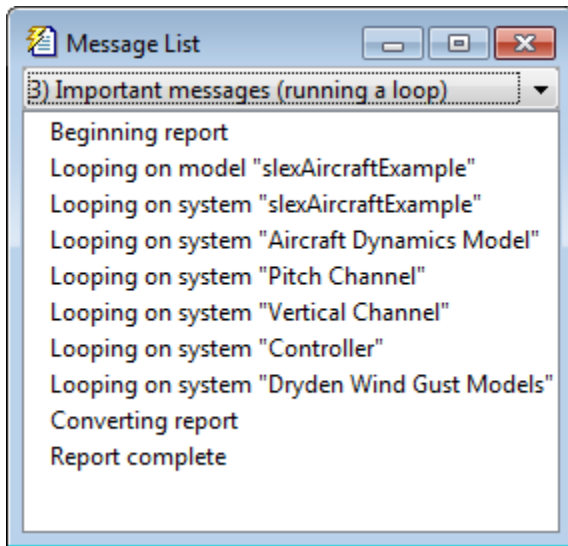 Message List
3) Important messages (running a loop)
Beginning report
Looping on model "slexAircraftExample"
Looping on system "slexAircraftExample"
Looping on system "Aircraft Dynamics Model"
Looping on system "Pitch Channel"
Looping on system "Vertical Channel"
Looping on system "Controller"
Looping on system "Dryden Wind Gust Models"
Converting report
Report complete